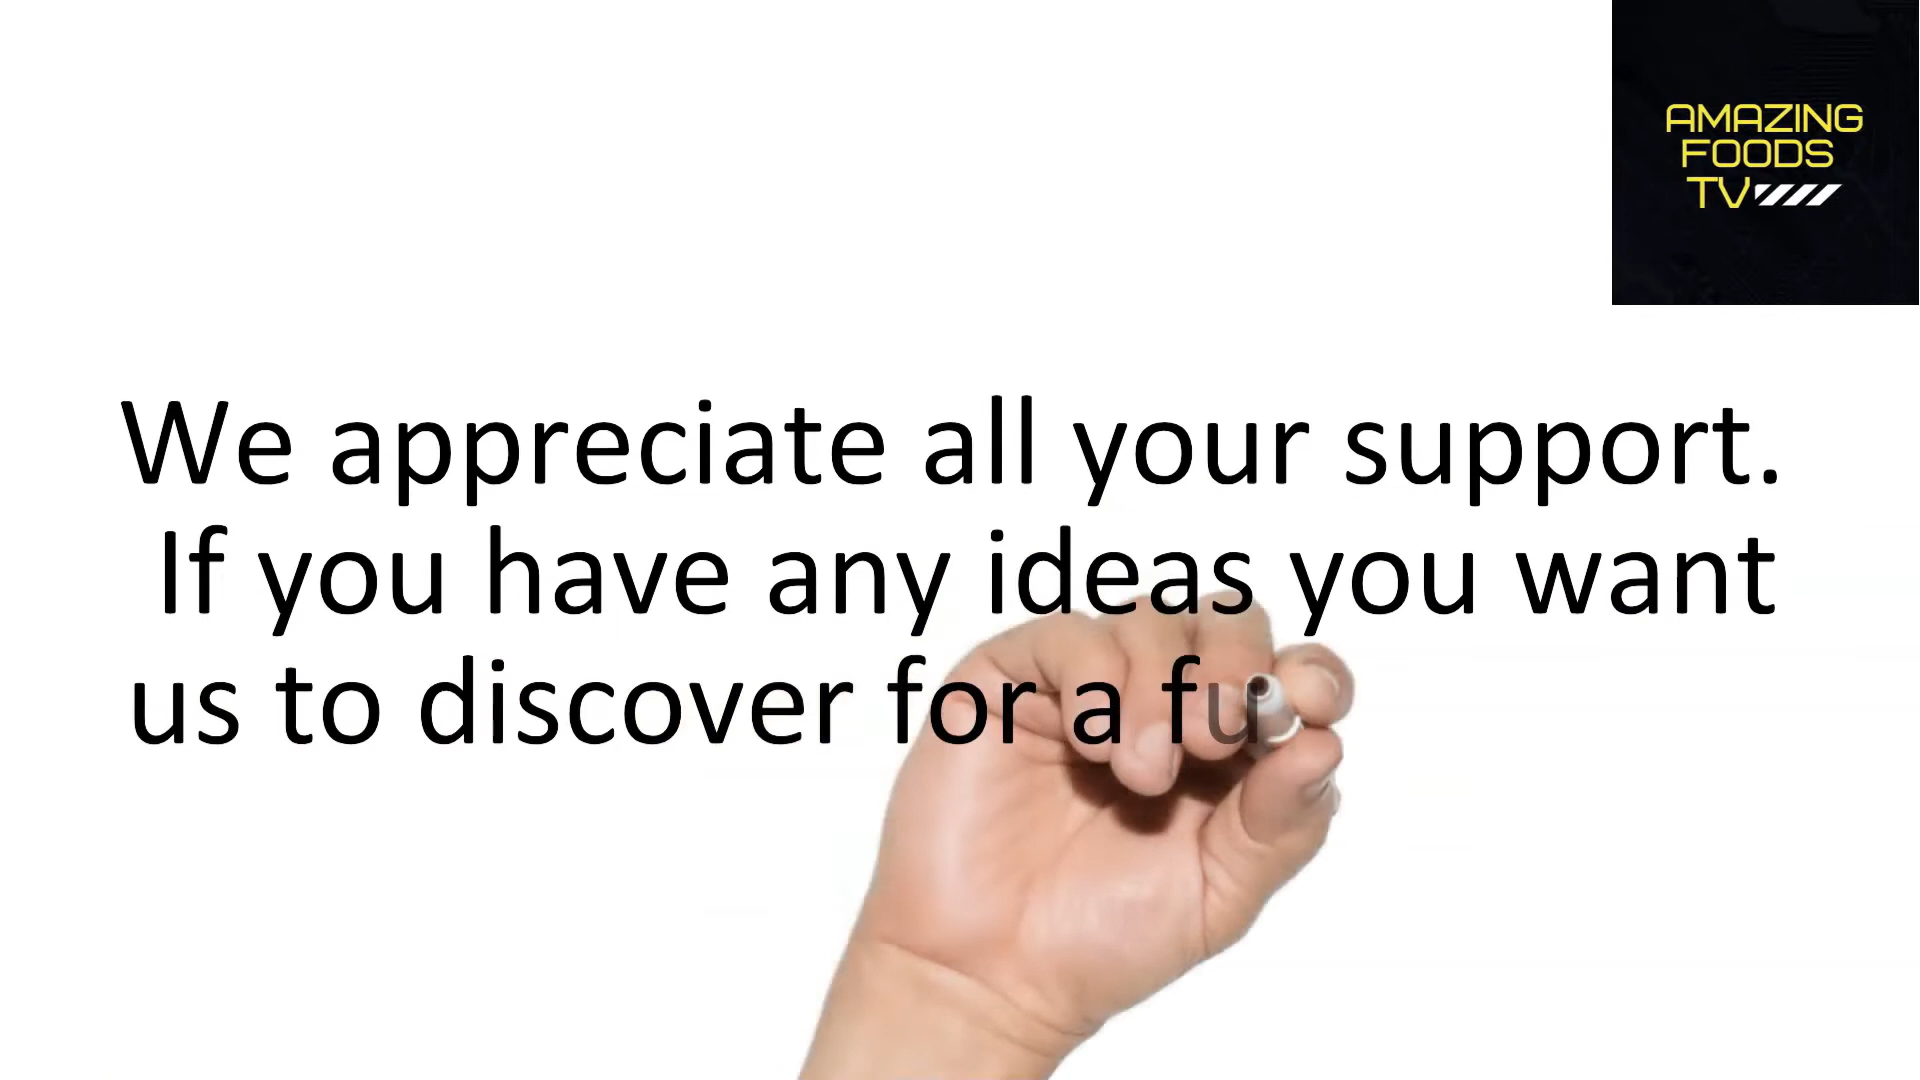 AMAZING
FOODS
TV
We appreciate all your support.
If you have any ideas you want
us to discover for a fu